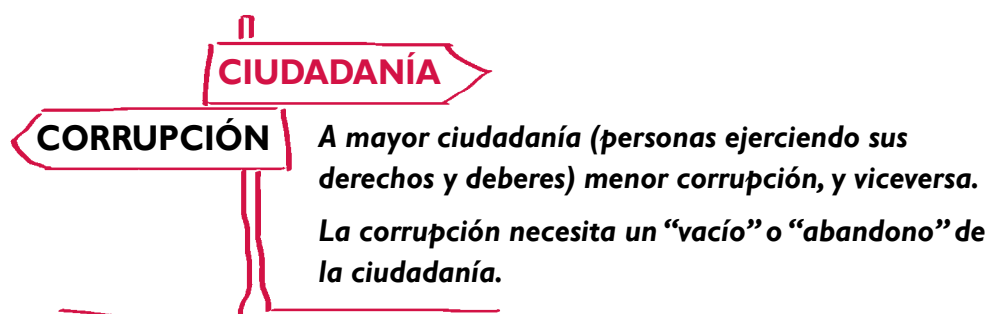 CIUDADANÍA
CORRUPCIÓN
A mayor ciudadanía (personas ejerciendo sus
derechos y deberes) menor corrupción, y viceversa.
La corrupción necesita un “vacío” o “abandono” de
la ciudadanía.